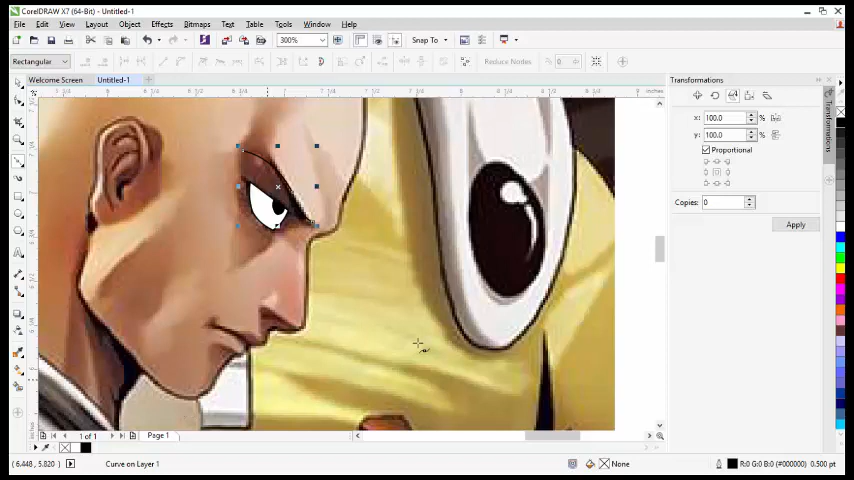 CorelDRAW X7 (64-Bit) - Untitled-1
File Edit View Layout Object Effects Bitmaps Text Table Tools Window Help
300% Snap To
Rectangular Reduce Nodes 0
Welcome Screen Untitled-1
inches
Transformations
x: 100.0 %
y: 100.0 %
Proportional
Copies: 0
Apply
Transformations
1 of 1 Page 1
(6.448, 5.820) Curve on Layer 1 None R:0 G:0 B:0 (#000000) 0.500 pt